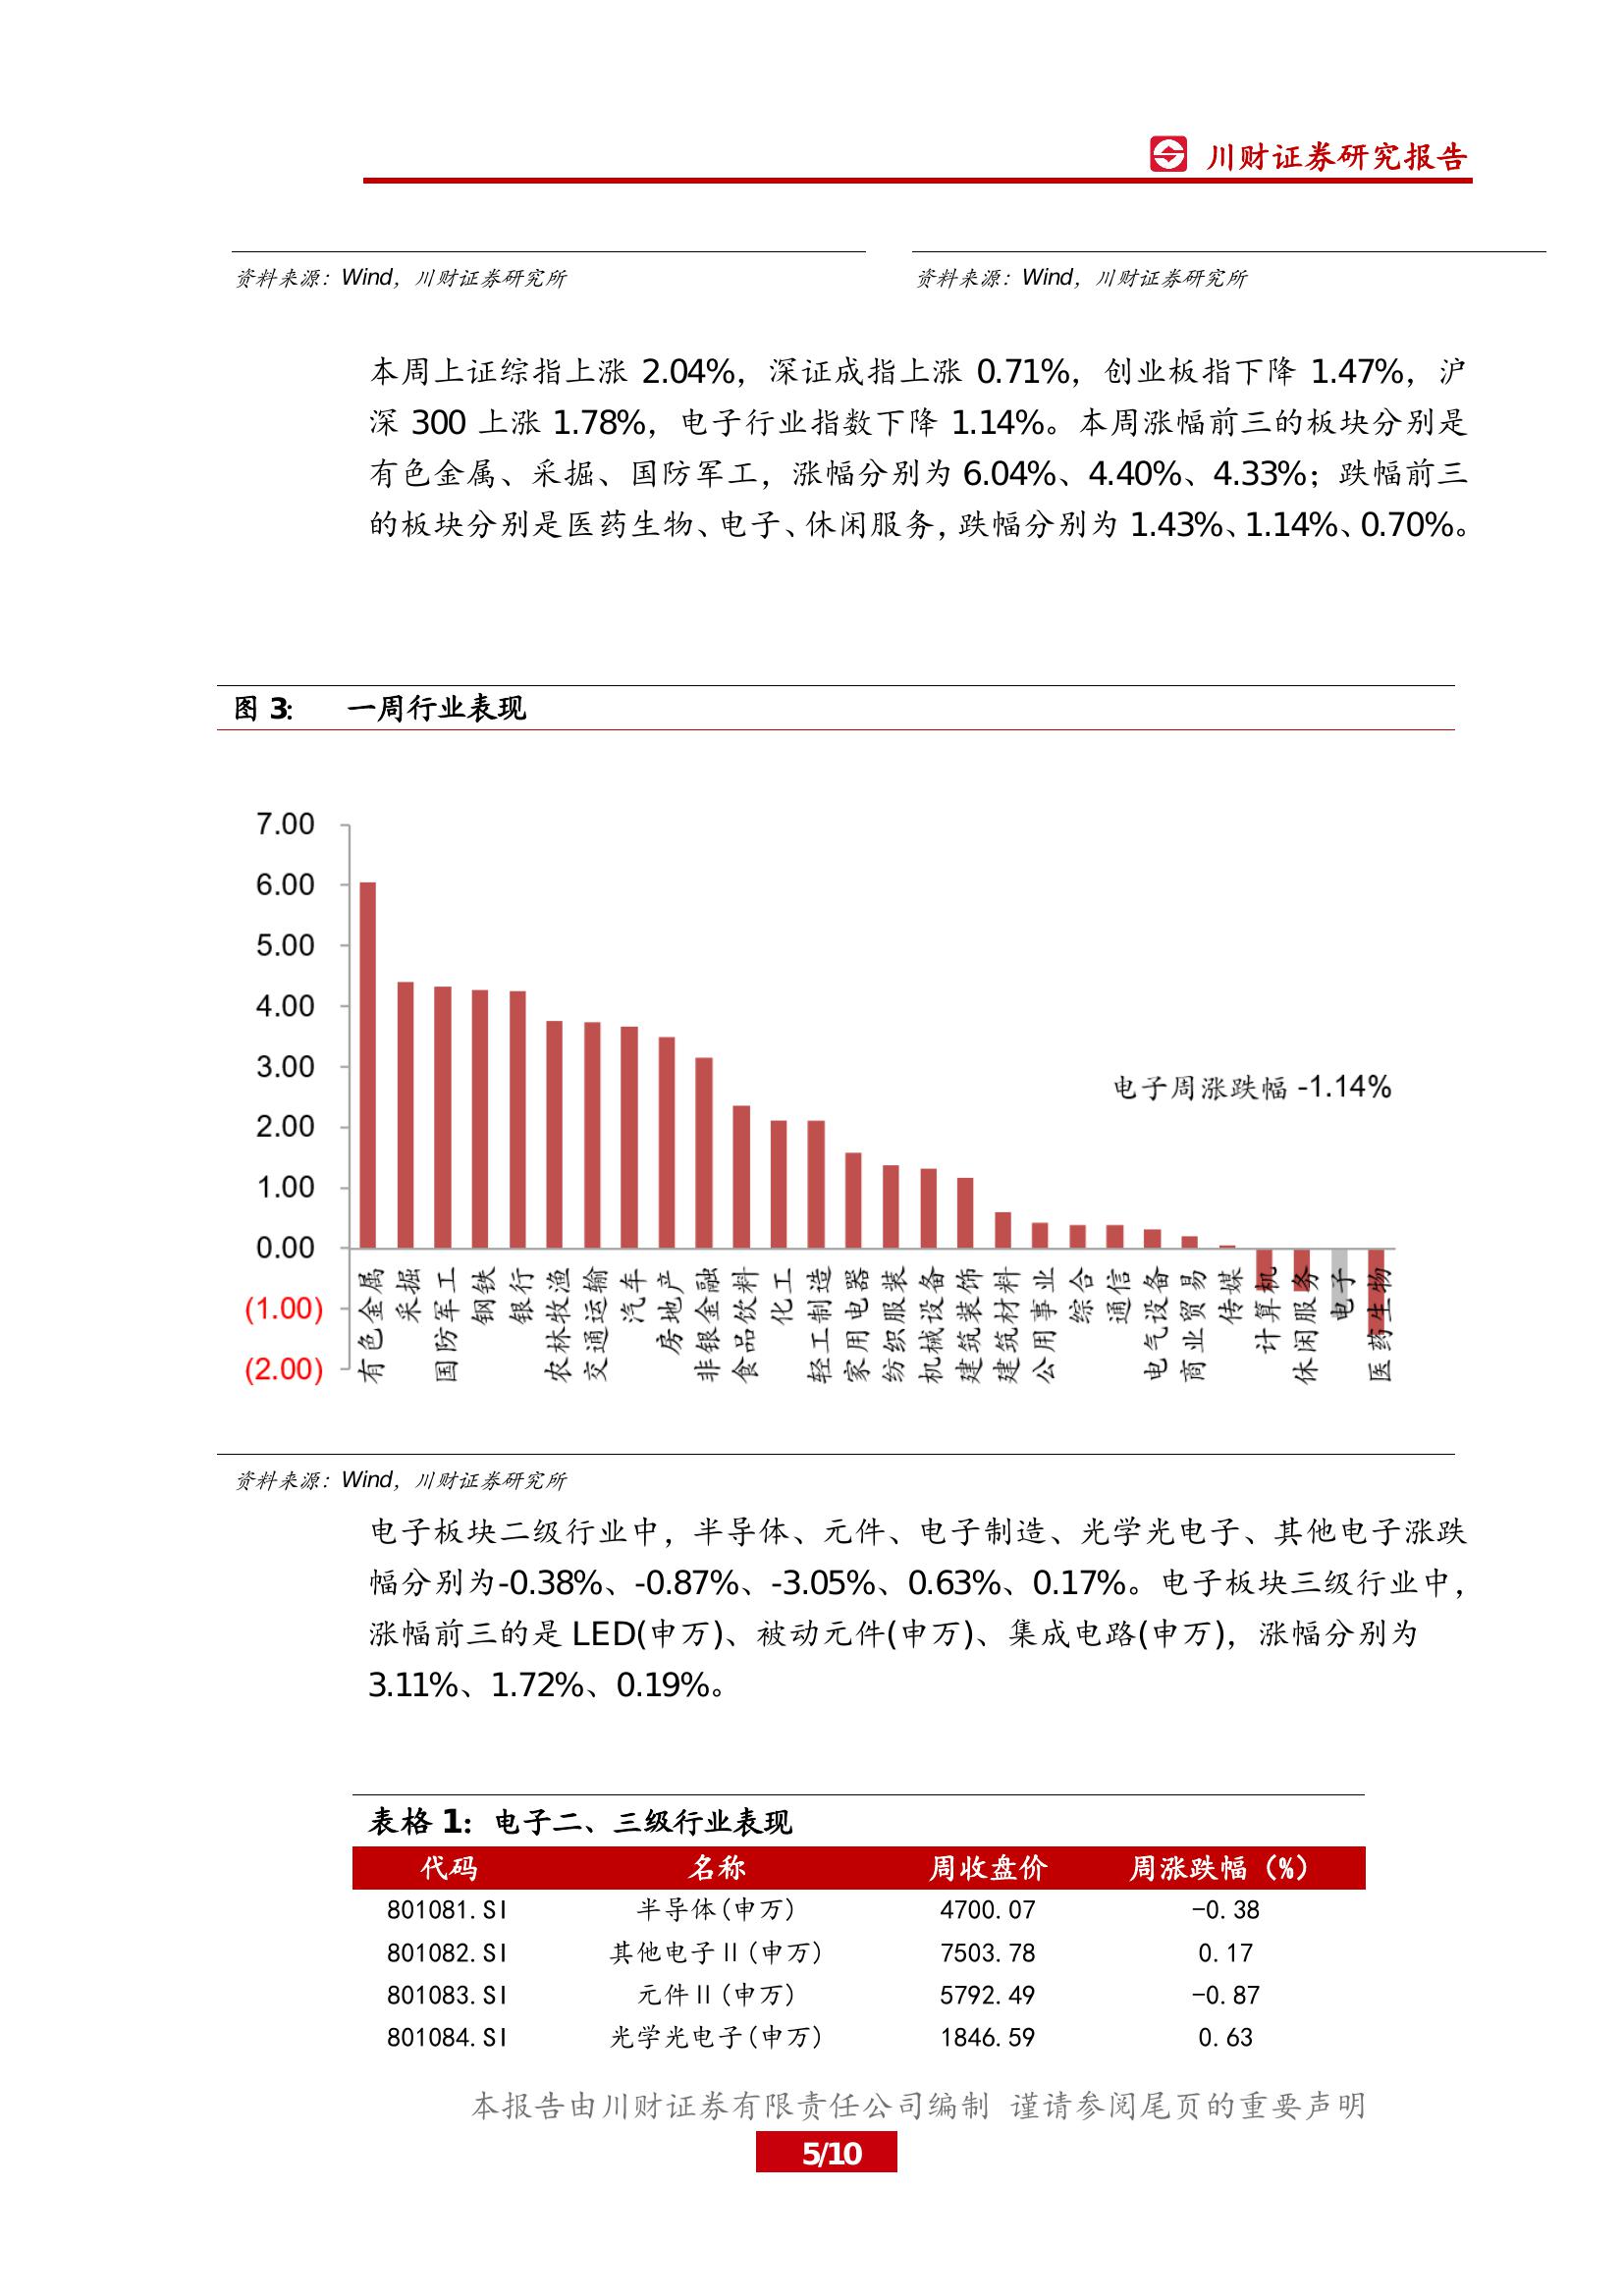 川财证券研究报告
资料来源：Wind，川财证券研究所
资料来源：Wind，川财证券研究所
本周上证综指上涨 2.04%，深证成指上涨 0.71%，创业板指下降 1.47%，沪
深 300 上涨 1.78%，电子行业指数下降 1.14%。本周涨幅前三的板块分别是
有色金属、采掘、国防军工，涨幅分别为 6.04%、4.40%、4.33%；跌幅前三
的板块分别是医药生物、电子、休闲服务，跌幅分别为 1.43%、1.14%、0.70%。
图 3： 一周行业表现
7.00
6.00
5.00
4.00
3.00
2.00
1.00
0.00
(1.00)
(2.00)
电子周涨跌幅 -1.14%
有色金属
采掘
国防军工
钢铁
银行
农林牧渔
交通运输
汽车
房地产
非银金融
食品饮料
化工
轻工制造
家用电器
纺织服装
机械设备
建筑装饰
建筑材料
公用事业
综合
通信
电气设备
商业贸易
传媒
计算机
休闲服务
电子
医药生物
资料来源：Wind，川财证券研究所
电子板块二级行业中，半导体、元件、电子制造、光学光电子、其他电子涨跌
幅分别为-0.38%、-0.87%、-3.05%、0.63%、0.17%。电子板块三级行业中，
涨幅前三的是 LED(申万)、被动元件(申万)、集成电路(申万)，涨幅分别为
3.11%、1.72%、0.19%。
表格 1：电子二、三级行业表现
代码 名称 周收盘价 周涨跌幅（%）
801081.SI 半导体(申万) 4700.07 -0.38
801082.SI 其他电子Ⅱ(申万) 7503.78 0.17
801083.SI 元件Ⅱ(申万) 5792.49 -0.87
801084.SI 光学光电子(申万) 1846.59 0.63
本报告由川财证券有限责任公司编制 谨请参阅尾页的重要声明
5/10